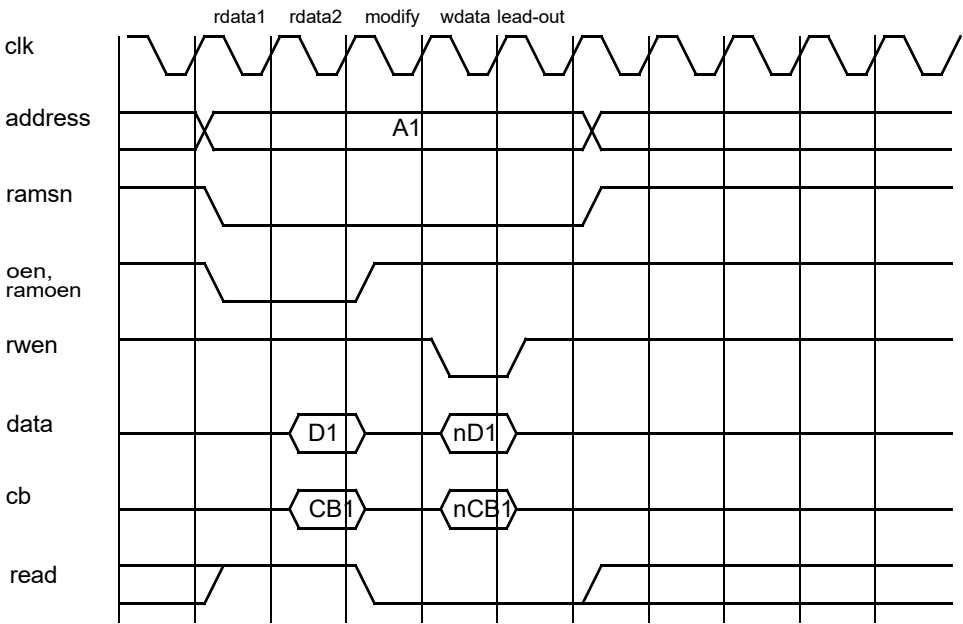 rdata1 rdata2 modify wdata lead-out
clk
address A1
ramsn
oen,
ramoen
rwen
data D1 nD1
cb CB1 nCB1
read